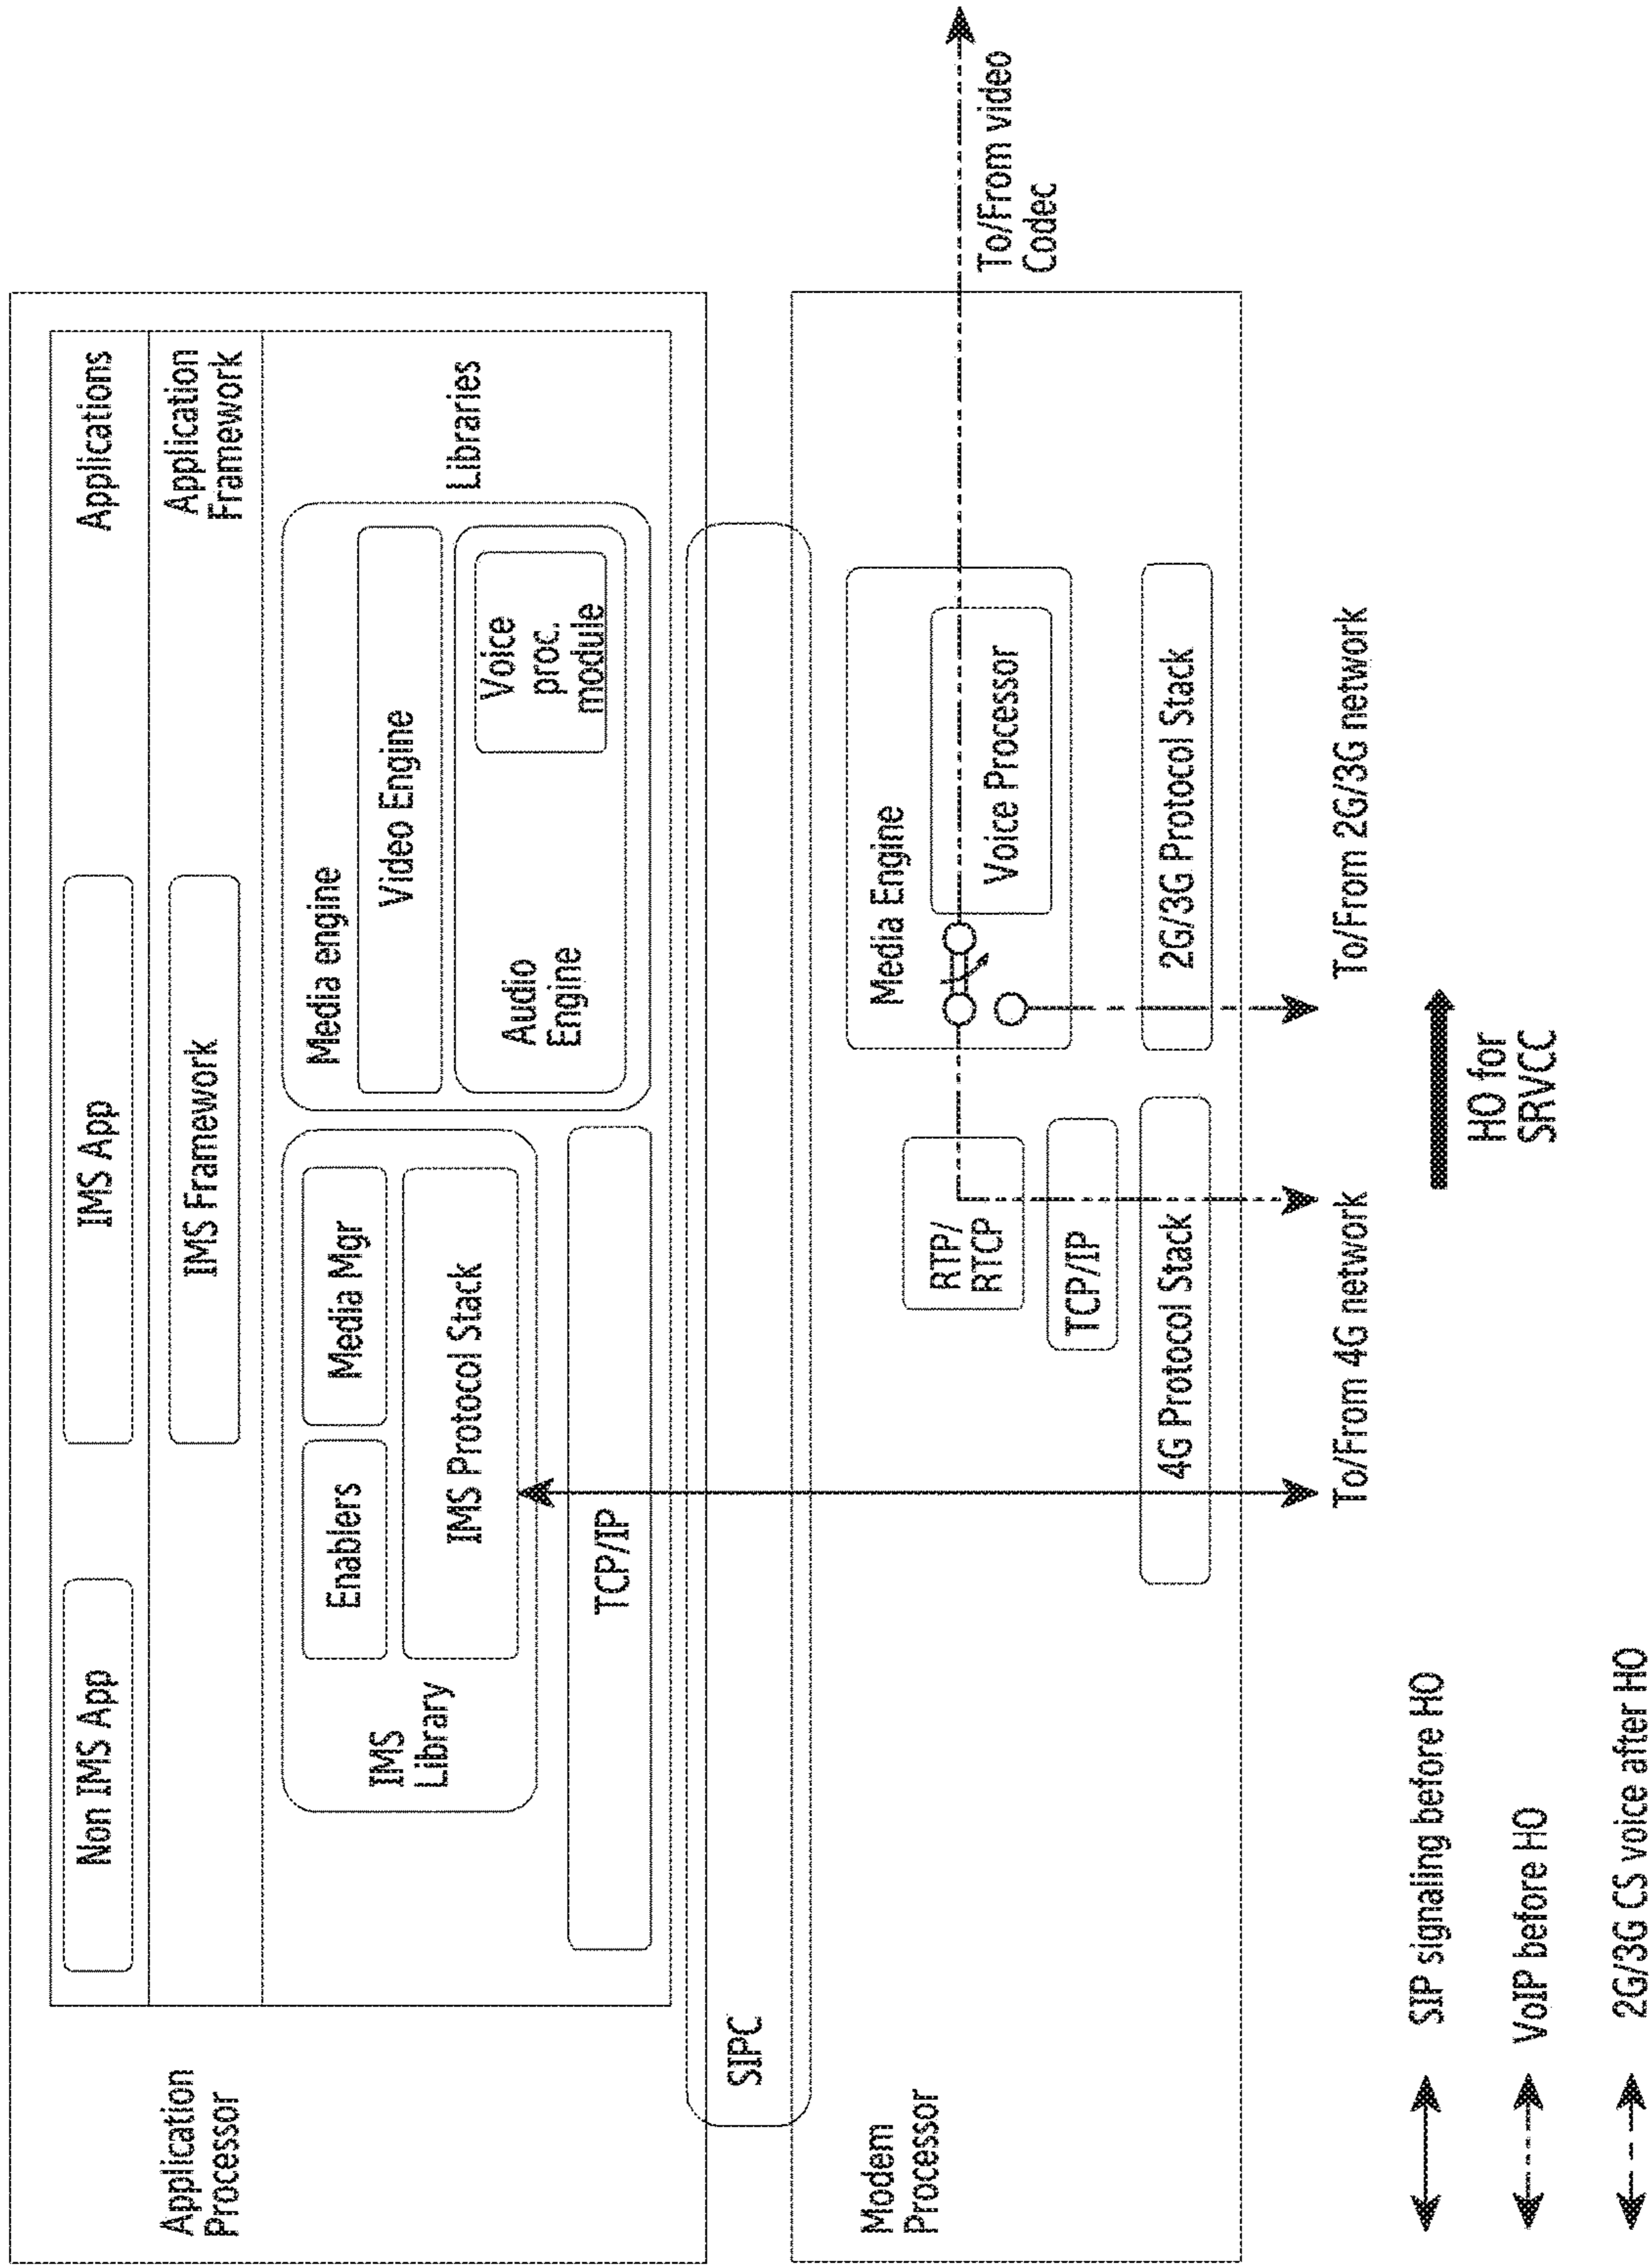 Application
Processor
Non IMS App
IMS App
Applications
IMS Framework
Application
Framework
IMS
Library
Enablers
Media Mgr
IMS Protocol Stack
Media engine
Video Engine
Audio
Engine
Voice
proc.
module
Libraries
TCP/IP
SIPC
Modem
Processor
RTP/
RTCP
TCP/IP
4G Protocol Stack
Media Engine
Voice Processor
2G/3G Protocol Stack
To/From video
Codec
To/From 4G network
To/From 2G/3G network
HO for
SRVCC
SIP signaling before HO
VoIP before HO
2G/3G CS voice after HO